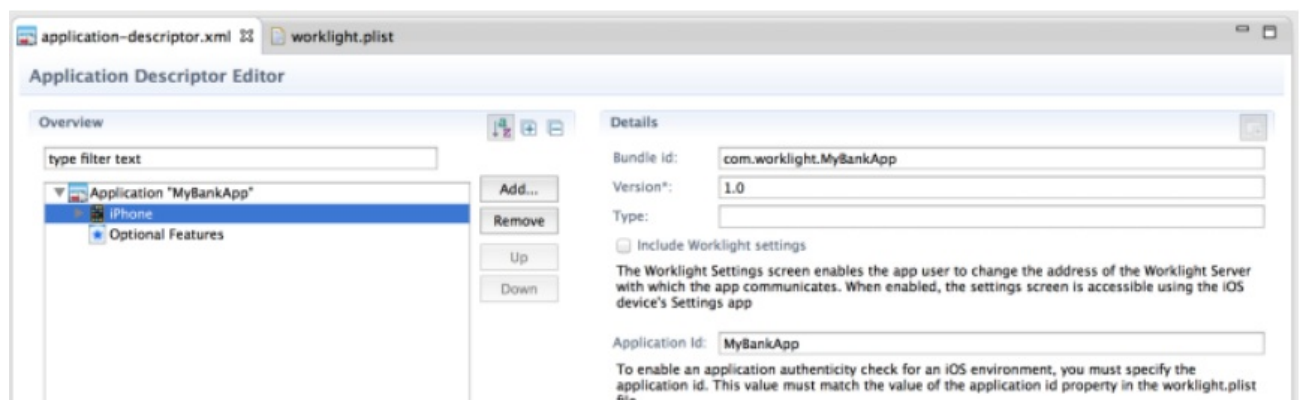 application-descriptor.xml worklight.plist
Application Descriptor Editor
Overview
type filter text
Application "MyBankApp"
iPhone
Optional Features
Add...
Remove
Up
Down
Details
Bundle id: com.worklight.MyBankApp
Version*: 1.0
Type:
Include Worklight settings
The Worklight Settings screen enables the app user to change the address of the Worklight Server
with which the app communicates. When enabled, the settings screen is accessible using the iOS
device's Settings app
Application Id: MyBankApp
To enable an application authenticity check for an iOS environment, you must specify the
application id. This value must match the value of the application id property in the worklight.plist